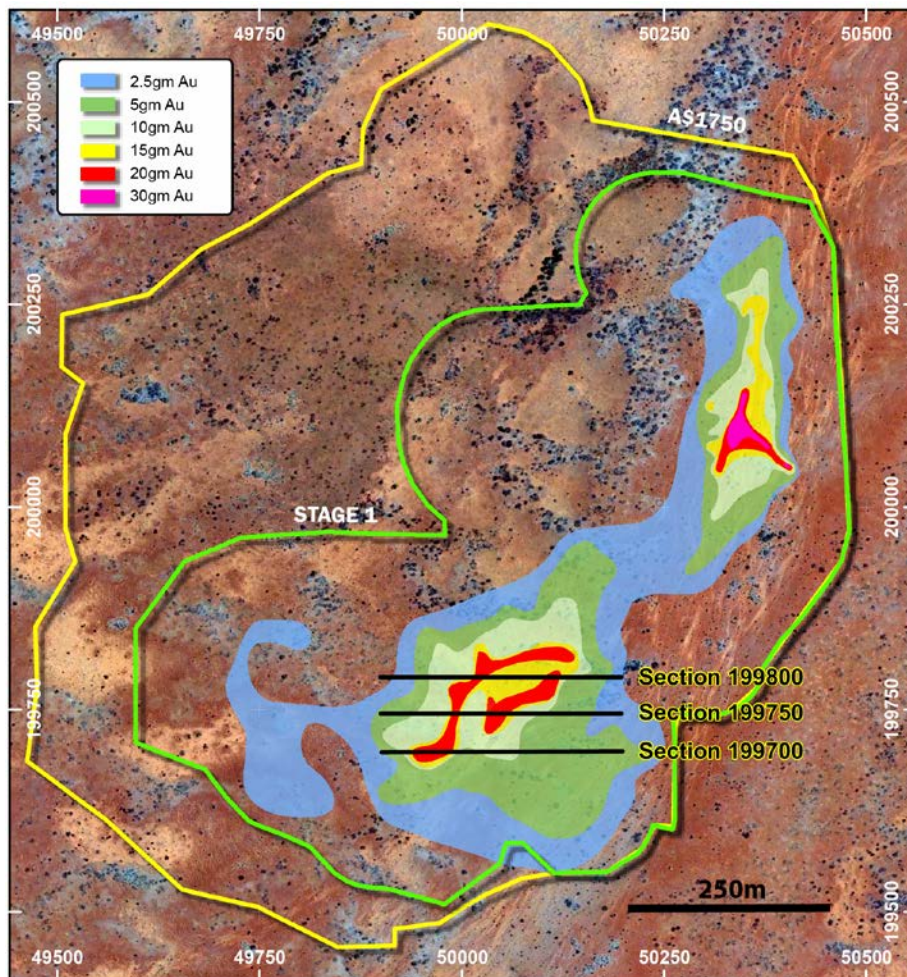 49500 49750 50000 50250 50500
2.5gm Au
5gm Au
10gm Au
15gm Au
20gm Au
30gm Au
200500
200500
AS1750
200250
200250
200000
200000
STAGE 1
Section 199800
Section 199750
Section 199700
199750
199750
250m
199500
199500
49500 49750 50000 50250 50500